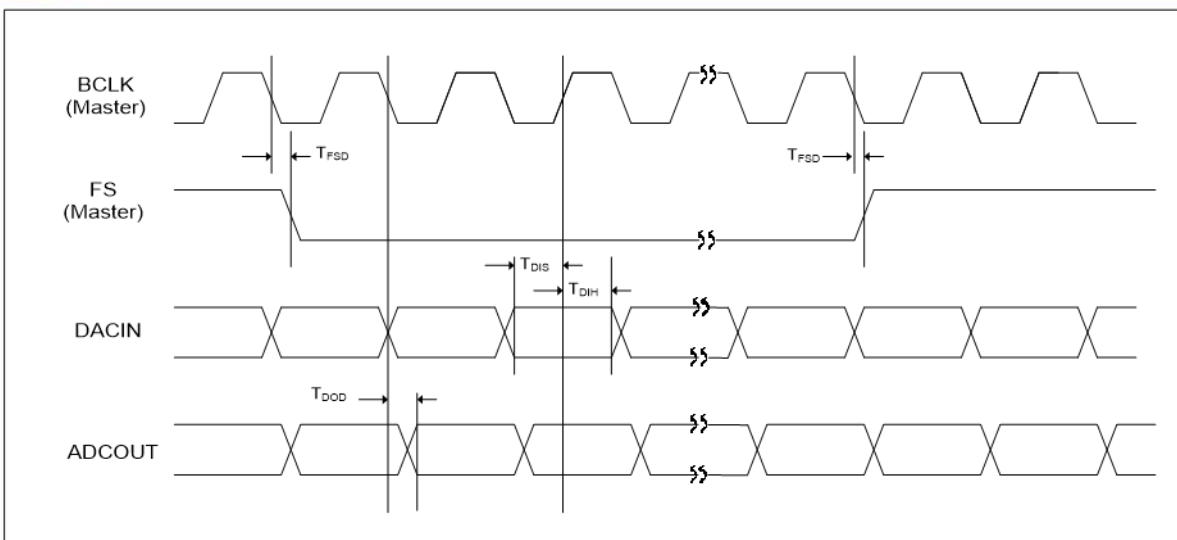 BCLK
(Master)
TFSD
TFSD
FS
(Master)
TDIS
TDIH
DACIN
TDOD
ADCOUT